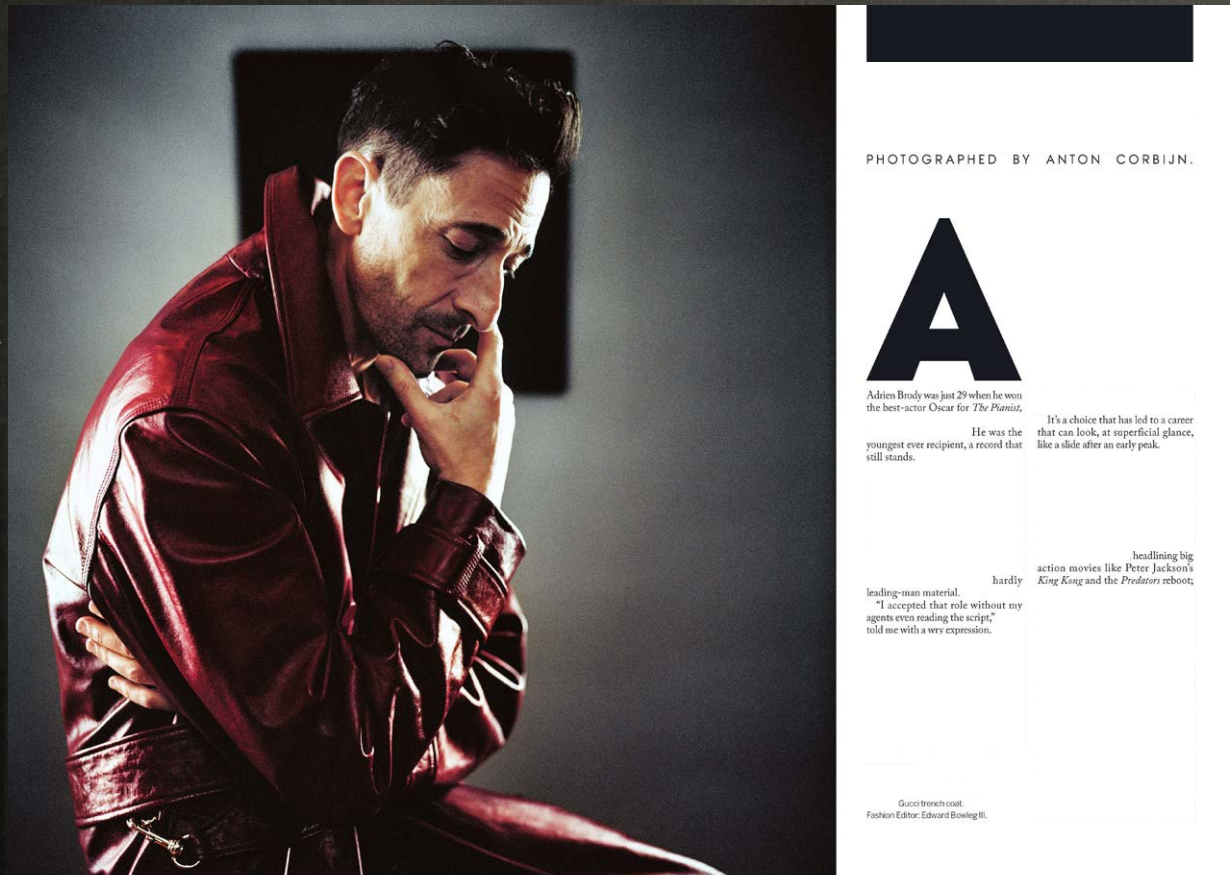 PHOTOGRAPHED BY ANTON CORBIJN.
A
Adrien Brody was just 29 when he won
the best-actor Oscar for The Pianist,
He was the
youngest ever recipient, a record that
still stands.
hardly
leading-man material.
“I accepted that role without my
agents even reading the script,”
told me with a wry expression.
It’s a choice that has led to a career
that can look, at superficial glance,
like a slide after an early peak.
headlining big
action movies like Peter Jackson’s
King Kong and the Predators reboot;
Gucci trench coat.
Fashion Editor: Edward Bowleg III.